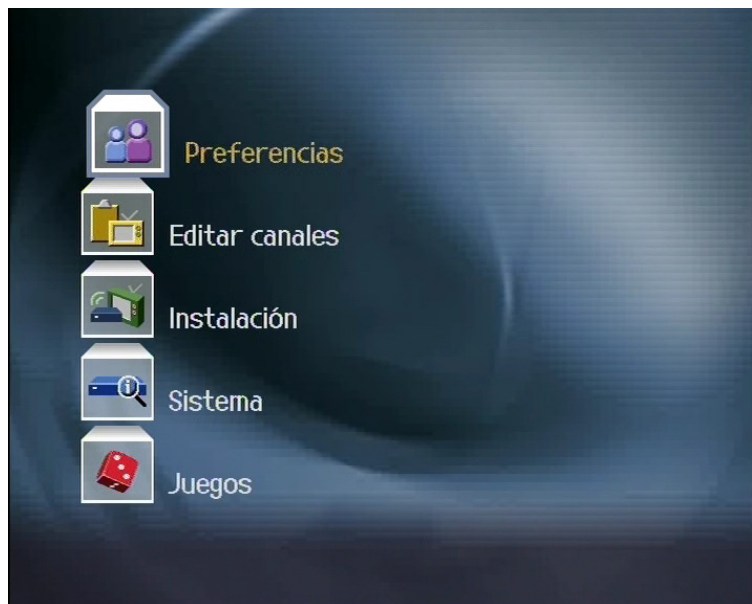 Preferencias
Editar canales
Instalación
Sistema
Juegos